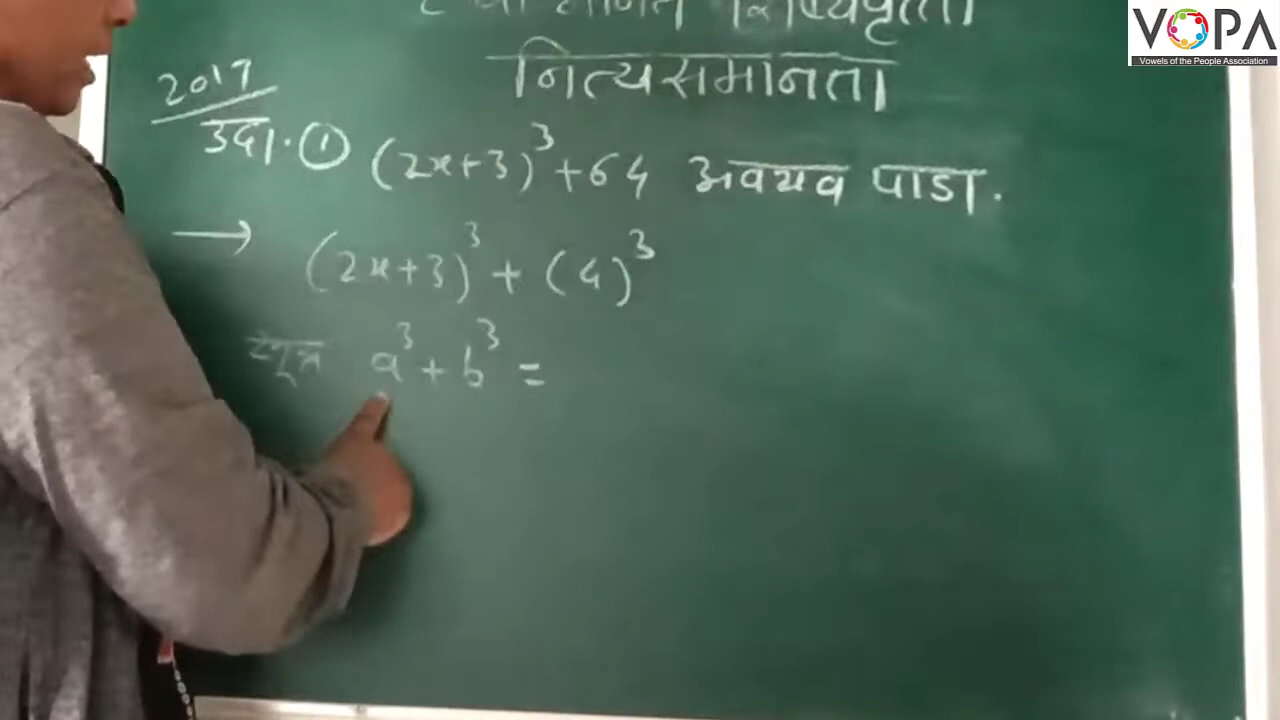 शिष्यवृत्ती
नित्यसमानता
2017
उदा. ① (2x+3)³+64 अवयव पाडा.
→ (2x+3)³ + (4)³
सूत्र a³ + b³ =
VOPA
Vowels of the People Association